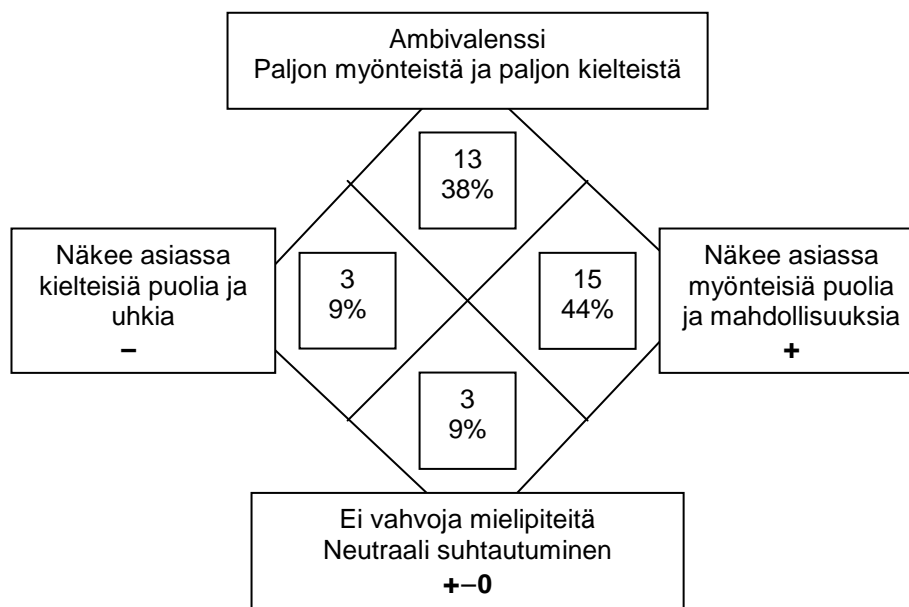 Ambivalenssi
Paljon myönteistä ja paljon kielteistä
13
38%
Näkee asiassa
kielteisiä puolia ja
uhkia
–
3
9%
15
44%
Näkee asiassa
myönteisiä puolia
ja mahdollisuuksia
+
3
9%
Ei vahvoja mielipiteitä
Neutraali suhtautuminen
+–0